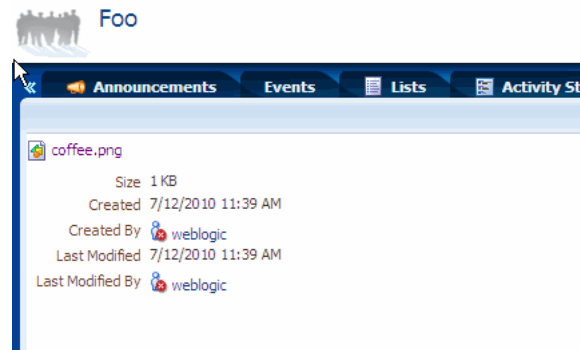 Foo
« Announcements Events Lists Activity St
coffee.png
Size 1 KB
Created 7/12/2010 11:39 AM
Created By weblogic
Last Modified 7/12/2010 11:39 AM
Last Modified By weblogic